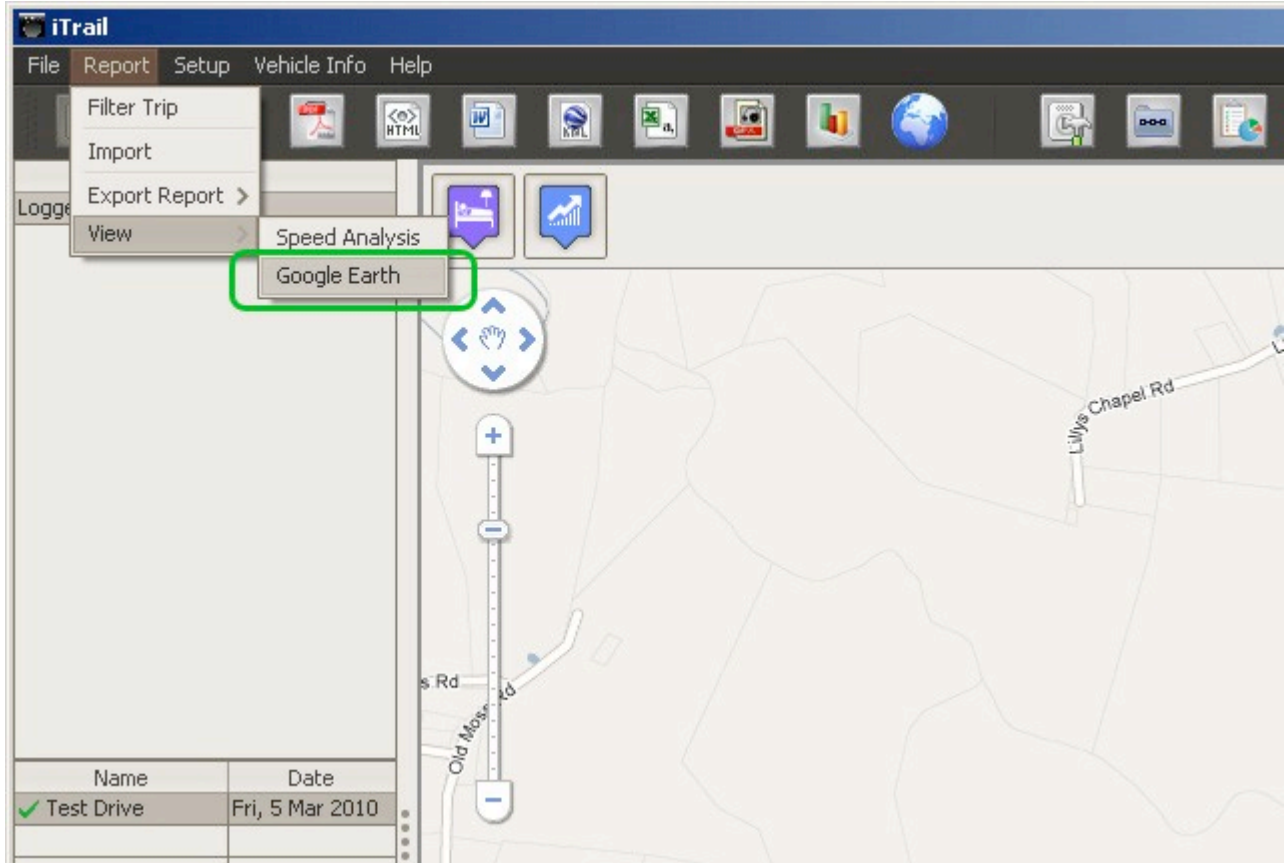 iTrail
File Report Setup Vehicle Info Help
Filter Trip
Import
Export Report
View
Speed Analysis
Google Earth
HTML
KML
Lillys Chapel Rd
s Rd
Old Moss Rd
Name Date
Test Drive Fri, 5 Mar 2010